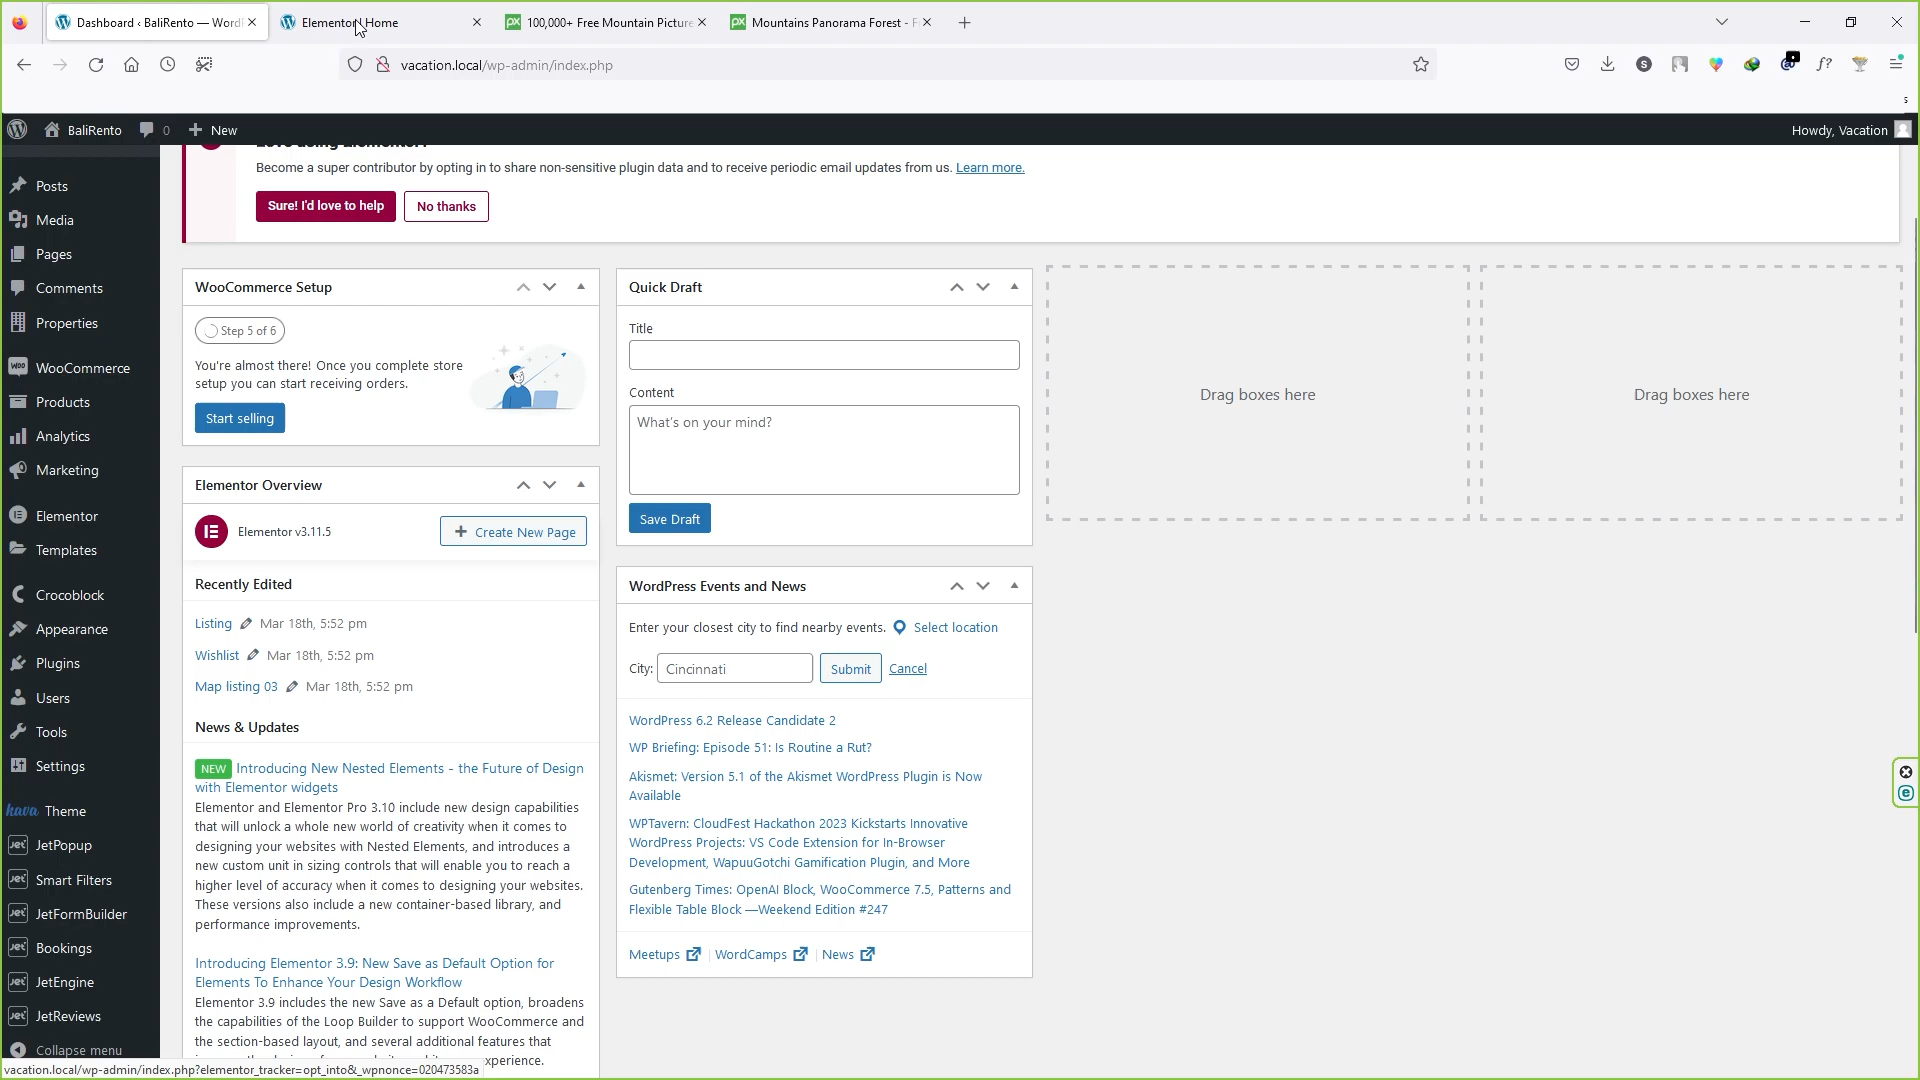 Dashboard ‹ BaliRento — Word
Elementor | Home
100,000+ Free Mountain Picture
Mountains Panorama Forest - F
vacation.local/wp-admin/index.php
BaliRento
0
New
Howdy, Vacation
Become a super contributor by opting in to share non-sensitive plugin data and to receive periodic email updates from us. Learn more.
Sure! I'd love to help
No thanks
Posts
Media
Pages
Comments
Properties
WooCommerce
Products
Analytics
Marketing
Elementor
Templates
Crocoblock
Appearance
Plugins
Users
Tools
Settings
kava Theme
JetPopup
Smart Filters
JetFormBuilder
Bookings
JetEngine
JetReviews
Collapse menu
WooCommerce Setup
Step 5 of 6
You're almost there! Once you complete store
setup you can start receiving orders.
Start selling
Elementor Overview
Elementor v3.11.5
Create New Page
Recently Edited
Listing Mar 18th, 5:52 pm
Wishlist Mar 18th, 5:52 pm
Map listing 03 Mar 18th, 5:52 pm
News & Updates
NEW Introducing New Nested Elements - the Future of Design
with Elementor widgets
Elementor and Elementor Pro 3.10 include new design capabilities
that will unlock a whole new world of creativity when it comes to
designing your websites with Nested Elements, and introduces a
new custom unit in sizing controls that will enable you to reach a
higher level of accuracy when it comes to designing your websites.
These versions also include a new container-based library, and
performance improvements.
Introducing Elementor 3.9: New Save as Default Option for
Elements To Enhance Your Design Workflow
Elementor 3.9 includes the new Save as a Default option, broadens
the capabilities of the Loop Builder to support WooCommerce and
the section-based layout, and several additional features that
experience.
Quick Draft
Title
Content
What's on your mind?
Save Draft
WordPress Events and News
Enter your closest city to find nearby events. Select location
City: Cincinnati Submit Cancel
WordPress 6.2 Release Candidate 2
WP Briefing: Episode 51: Is Routine a Rut?
Akismet: Version 5.1 of the Akismet WordPress Plugin is Now
Available
WPTavern: CloudFest Hackathon 2023 Kickstarts Innovative
WordPress Projects: VS Code Extension for In-Browser
Development, WapuuGotchi Gamification Plugin, and More
Gutenberg Times: OpenAI Block, WooCommerce 7.5, Patterns and
Flexible Table Block —Weekend Edition #247
Meetups | WordCamps | News
Drag boxes here
Drag boxes here
vacation.local/wp-admin/index.php?elementor_tracker=opt_into&_wpnonce=020473583a